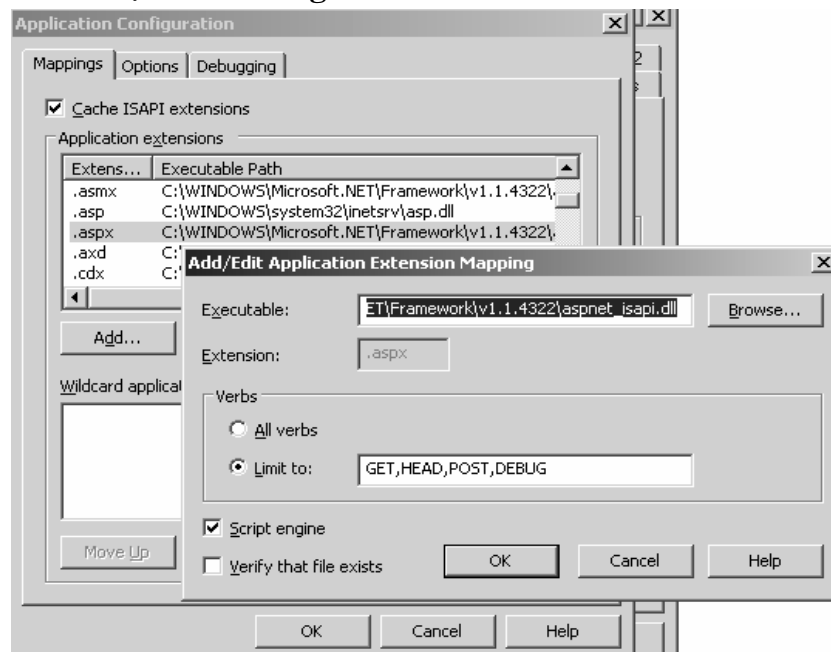 Application Configuration
Mappings Options Debugging
Cache ISAPI extensions
Application extensions
Extens... Executable Path
.asmx C:\WINDOWS\Microsoft.NET\Framework\v1.1.4322\
.asp C:\WINDOWS\system32\inetsrv\asp.dll
.aspx C:\WINDOWS\Microsoft.NET\Framework\v1.1.4322\
.axd C:\
.cdx C:\
Add...
Wildcard applicat
Move Up
OK Cancel Help
Add/Edit Application Extension Mapping
Executable: ET\Framework\v1.1.4322\aspnet_isapi.dll Browse...
Extension: .aspx
Verbs
All verbs
Limit to: GET,HEAD,POST,DEBUG
Script engine
Verify that file exists
OK Cancel Help